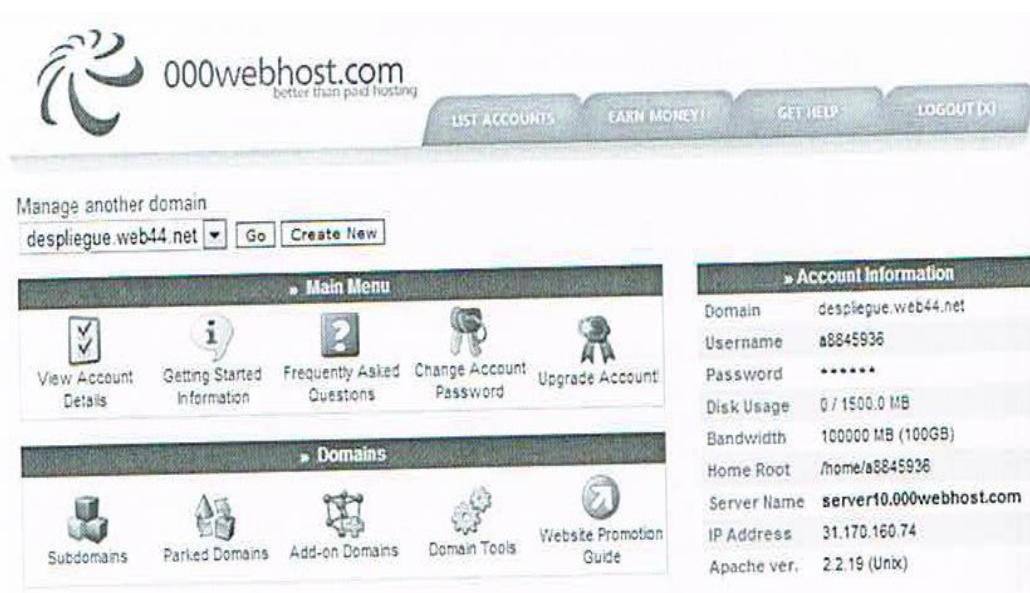 000webhost.com
better than paid hosting
LIST ACCOUNTS
EARN MONEY!
GET HELP
LOGOUT [X]
Manage another domain
despliegue.web44.net
Go
Create New
» Main Menu
View Account
Details
Getting Started
Information
Frequently Asked
Questions
Change Account
Password
Upgrade Account!
» Domains
Subdomains
Parked Domains
Add-on Domains
Domain Tools
Website Promotion
Guide
» Account Information
Domain despliegue.web44.net
Username a8845936
Password ******
Disk Usage 0 / 1500.0 MB
Bandwidth 100000 MB (100GB)
Home Root /home/a8845936
Server Name server10.000webhost.com
IP Address 31.170.160.74
Apache ver. 2.2.19 (Unix)